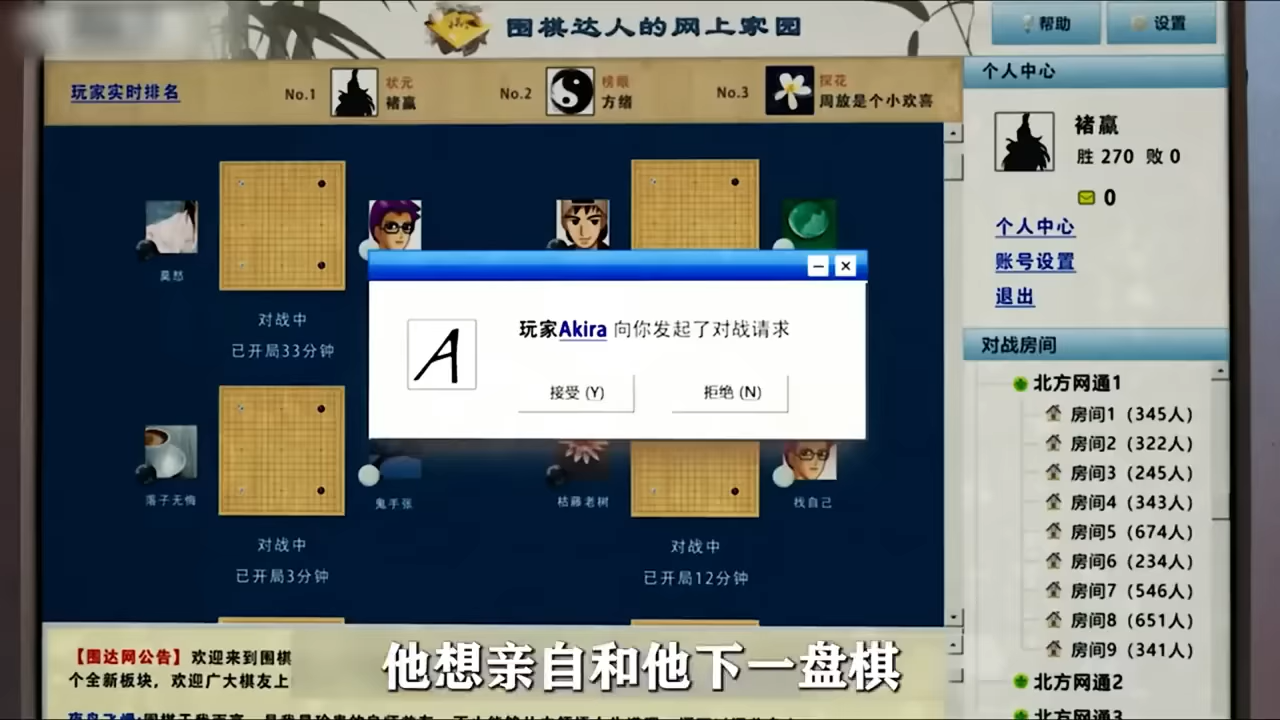 围棋达人的网上家园
帮助
设置
玩家实时排名
No.1
状元
褚嬴
No.2
榜眼
方绪
No.3
探花
周放是个小欢喜
个人中心
褚嬴
胜 270 败 0
0
个人中心
账号设置
退出
莫愁
对战中
已开局33分钟
玩家Akira 向你发起了对战请求
A
接受 (Y)
拒绝 (N)
落子无悔
鬼手张
枯藤老树
找自己
对战中
已开局3分钟
对战中
已开局12分钟
对战房间
北方网通1
房间1（345人）
房间2（322人）
房间3（245人）
房间4（343人）
房间5（674人）
房间6（234人）
房间7（546人）
房间8（651人）
房间9（341人）
北方网通2
北方网通3
【围达网公告】欢迎来到围棋
个全新板块，欢迎广大棋友上
他想亲自和他下一盘棋